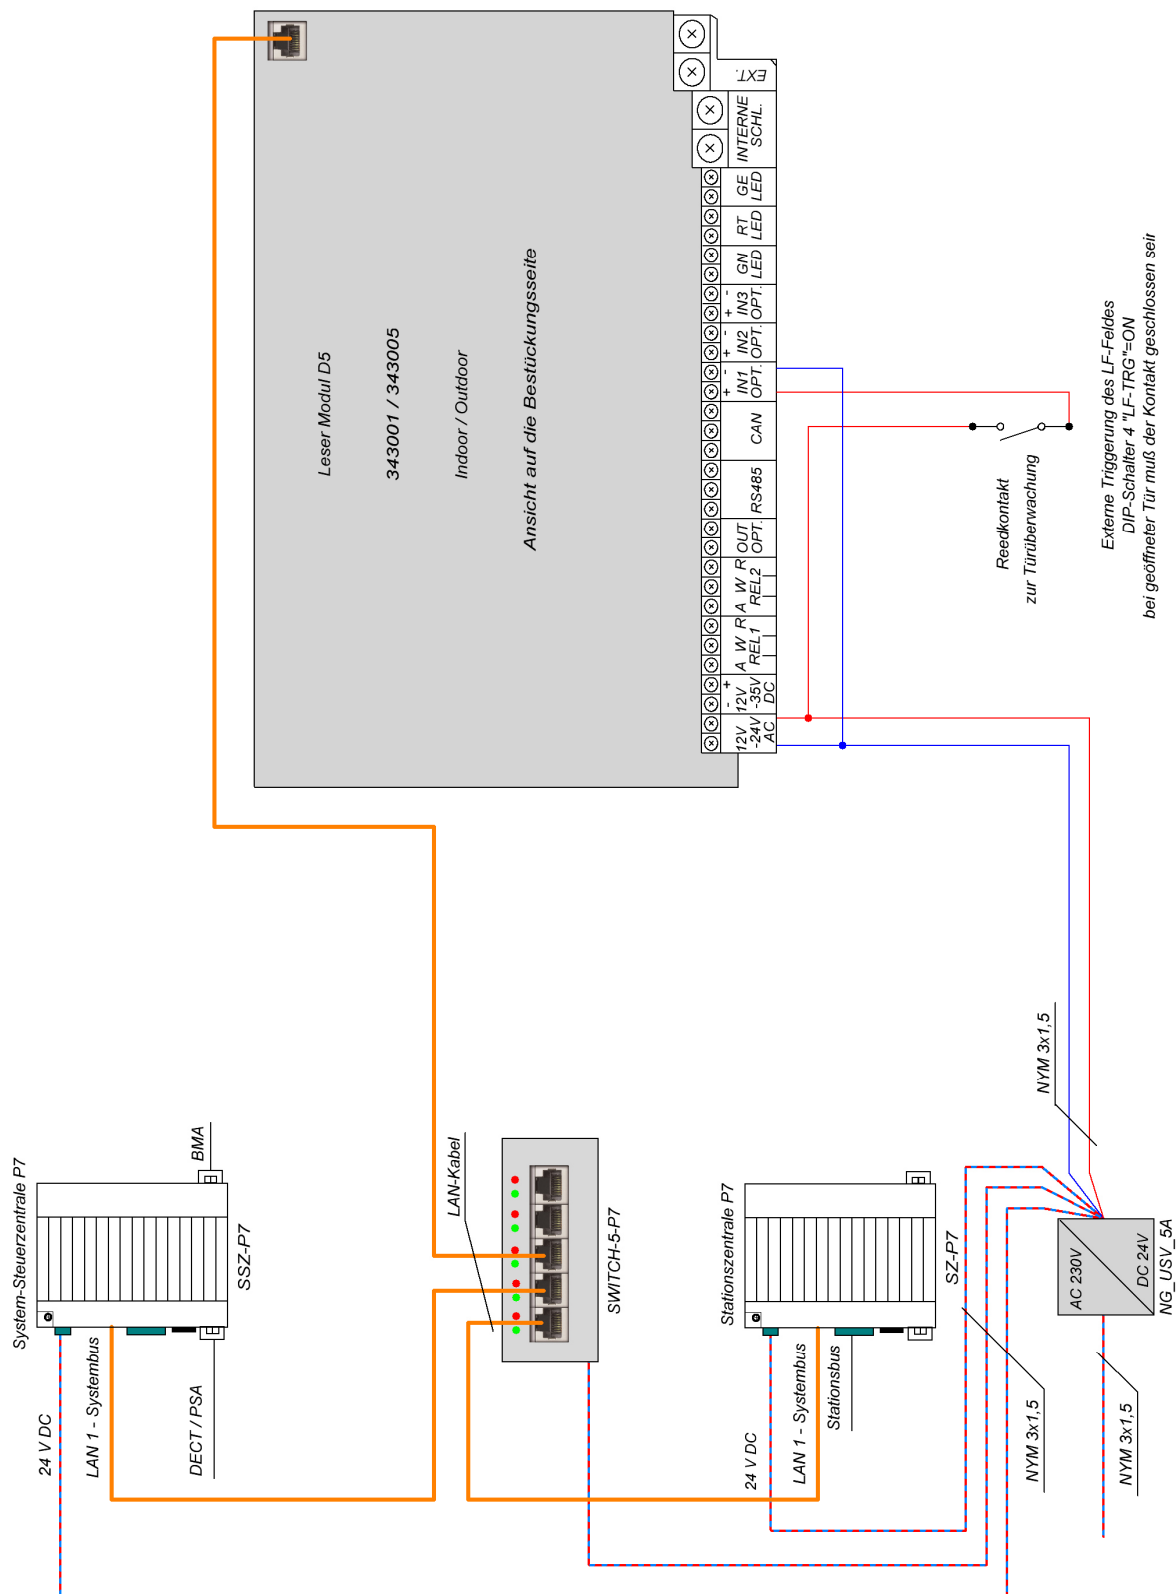 System-Steuerzentrale P7
SSZ-P7
BMA
24 V DC
LAN 1 - Systembus
DECT / PSA
Leser Modul D5
343001 / 343005
Indoor / Outdoor
Ansicht auf die Bestückungsseite
12V
-24V
AC
- +
12V
-35V
DC
A W R
REL1
A W R
REL2
OUT
OPT.
RS485
CAN
+ -
IN1
OPT.
+ -
IN2
OPT.
+ -
IN3
OPT.
GN
LED
RT
LED
GE
LED
INTERNE
SCHL.
EXT.
LAN-Kabel
SWITCH-5-P7
Stationszentrale P7
SZ-P7
24 V DC
LAN 1 - Systembus
Stationsbus
Reedkontakt
zur Türüberwachung
Externe Triggerung des LF-Feldes
DIP-Schalter 4 "LF-TRG"=ON
bei geöffneter Tür muß der Kontakt geschlossen sein
NYM 3x1,5
NYM 3x1,5
NYM 3x1,5
AC 230V
DC 24V
NG_USV_5A